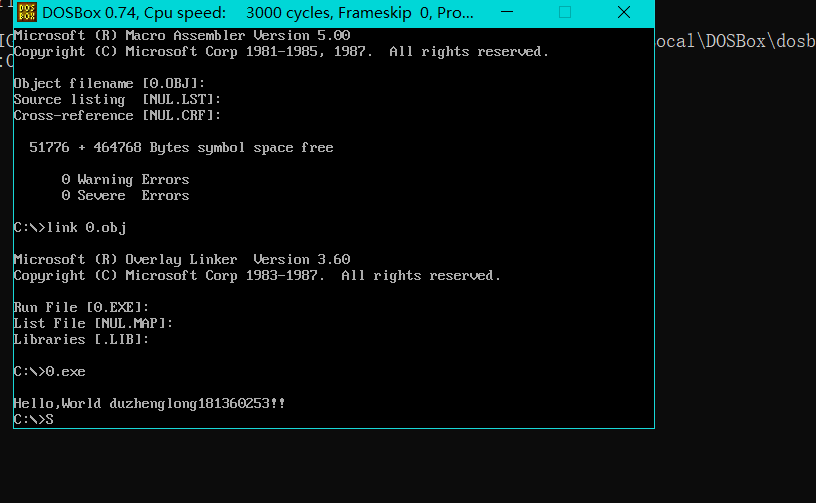 DOSBox 0.74, Cpu speed: 3000 cycles, Frameskip 0, Pro...
Microsoft (R) Macro Assembler Version 5.00
Copyright (C) Microsoft Corp 1981-1985, 1987. All rights reserved.
ocal\DOSBox\dosb
Object filename [0.OBJ]:
Source listing [NUL.LST]:
Cross-reference [NUL.CRF]:
51776 + 464768 Bytes symbol space free
0 Warning Errors
0 Severe Errors
C:\>link 0.obj
Microsoft (R) Overlay Linker Version 3.60
Copyright (C) Microsoft Corp 1983-1987. All rights reserved.
Run File [0.EXE]:
List File [NUL.MAP]:
Libraries [.LIB]:
C:\>0.exe
Hello,World duzhenglong181360253!!
C:\>S